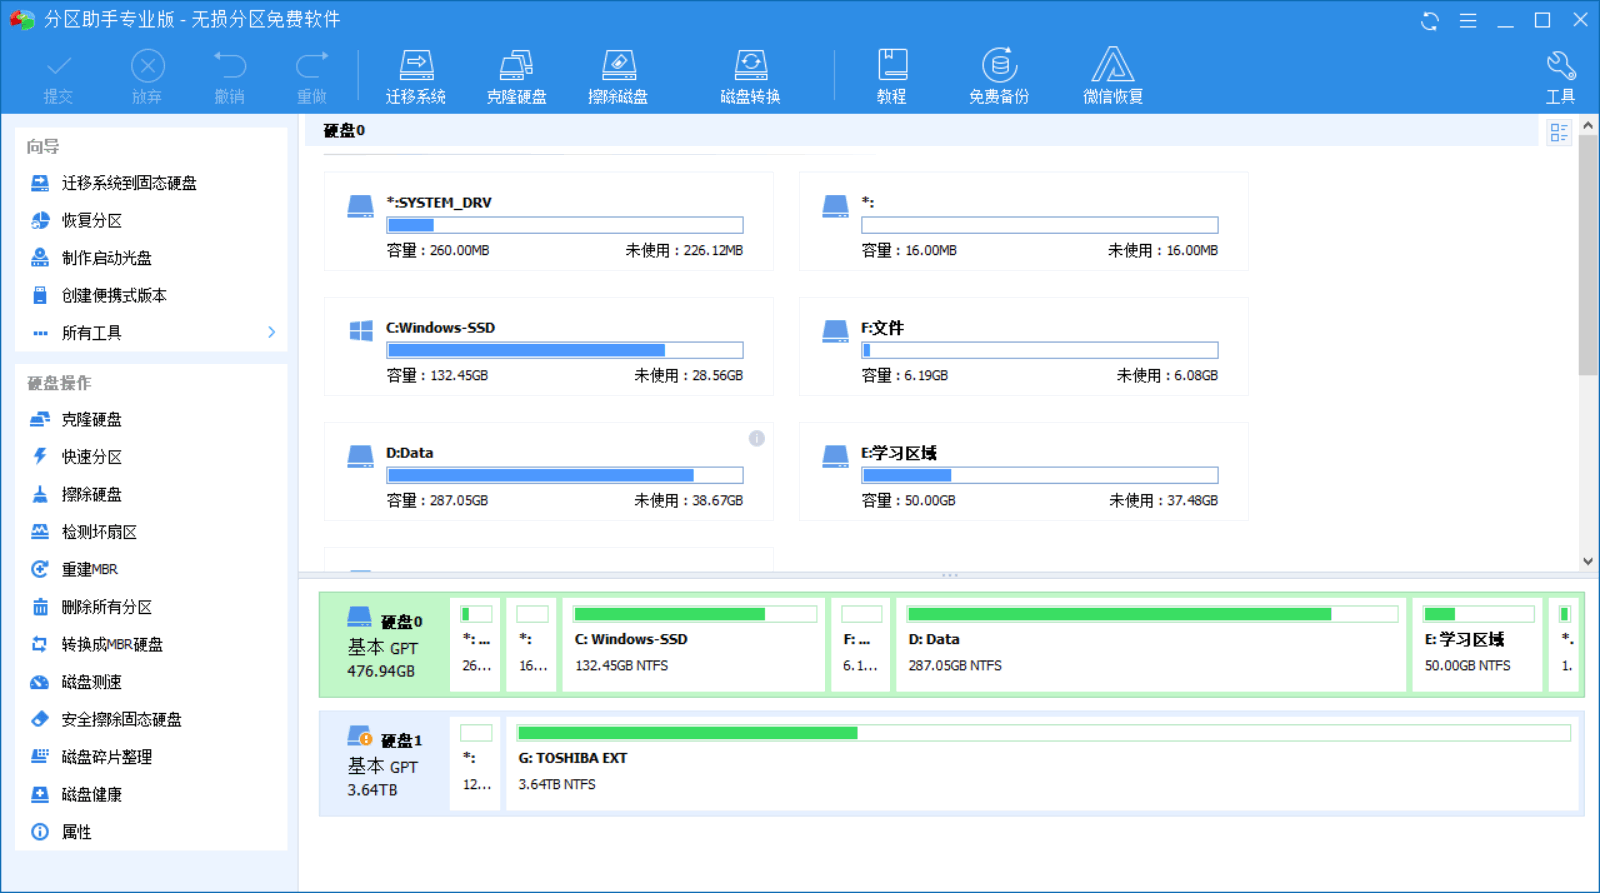 分区助手专业版 - 无损分区免费软件
提交
放弃
撤销
重做
迁移系统
克隆硬盘
擦除磁盘
磁盘转换
教程
免费备份
微信恢复
工具
向导
迁移系统到固态硬盘
恢复分区
制作启动光盘
创建便携式版本
所有工具
硬盘操作
克隆硬盘
快速分区
擦除硬盘
检测坏扇区
重建MBR
删除所有分区
转换成MBR硬盘
磁盘测速
安全擦除固态硬盘
磁盘碎片整理
磁盘健康
属性
硬盘0
*:SYSTEM_DRV
容量：260.00MB 未使用：226.12MB
*:
容量：16.00MB 未使用：16.00MB
C:Windows-SSD
容量：132.45GB 未使用：28.56GB
F:文件
容量：6.19GB 未使用：6.08GB
D:Data
容量：287.05GB 未使用：38.67GB
E:学习区域
容量：50.00GB 未使用：37.48GB
硬盘0
基本 GPT
476.94GB
*: ...
26...
*:
16...
C: Windows-SSD
132.45GB NTFS
F: ...
6.1...
D: Data
287.05GB NTFS
E: 学习区域
50.00GB NTFS
*.
1.
硬盘1
基本 GPT
3.64TB
*:
12...
G: TOSHIBA EXT
3.64TB NTFS